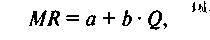 MR = a + b · Q,